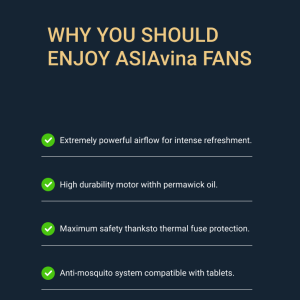 WHY YOU SHOULD
ENJOY ASIAvina FANS
Extremely powerful airflow for intense refreshment.
High durability motor withh permawick oil.
Maximum safety thanksto thermal fuse protection.
Anti-mosquito system compatible with tablets.